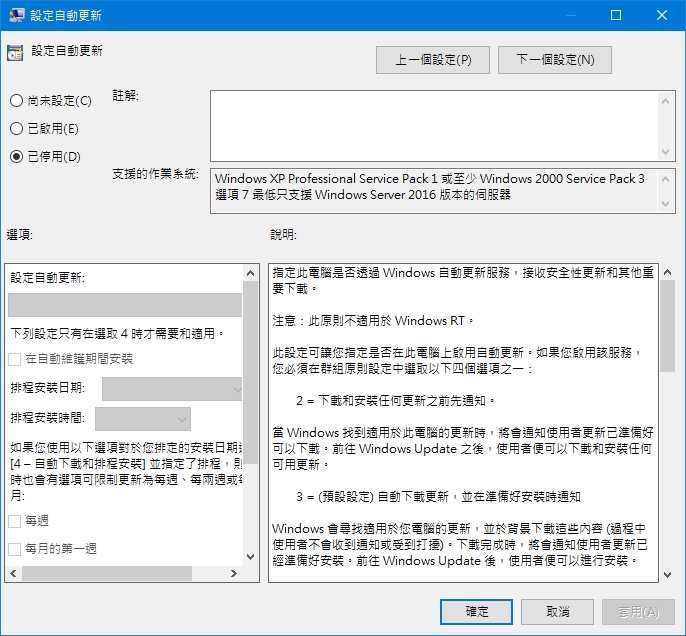 設定自動更新
設定自動更新
上一個設定(P)
下一個設定(N)
尚未設定(C)
已啟用(E)
已停用(D)
註解:
支援的作業系統:
Windows XP Professional Service Pack 1 或至少 Windows 2000 Service Pack 3
選項 7 最低只支援 Windows Server 2016 版本的伺服器
選項:
說明:
設定自動更新:
下列設定只有在選取 4 時才需要和適用。
在自動維護期間安裝
排程安裝日期:
排程安裝時間:
如果您使用以下選項對於您排定的安裝日期
[4 – 自動下載和排程安裝] 並指定了排程，
時也會有選項可限制更新為每週、每兩週或
月:
每週
每月的第一週
指定此電腦是否透過 Windows 自動更新服務，接收安全性更新和其他重
要下載。
注意：此原則不適用於 Windows RT。
此設定可讓您指定是否在此電腦上啟用自動更新。如果您啟用該服務，
您必須在群組原則設定中選取以下四個選項之一：
2 = 下載和安裝任何更新之前先通知。
當 Windows 找到適用於此電腦的更新時，將會通知使用者更新已準備好
可以下載。前往 Windows Update 之後，使用者便可以下載和安裝任何
可用更新。
3 = (預設設定) 自動下載更新，並在準備好安裝時通知
Windows 會尋找適用於您電腦的更新，並於背景下載這些內容 (過程中
使用者不會收到通知或受到打擾)。下載完成時，將會通知使用者更新已
經準備好安裝。前往 Windows Update 後，使用者便可以進行安裝。
確定
取消
套用(A)